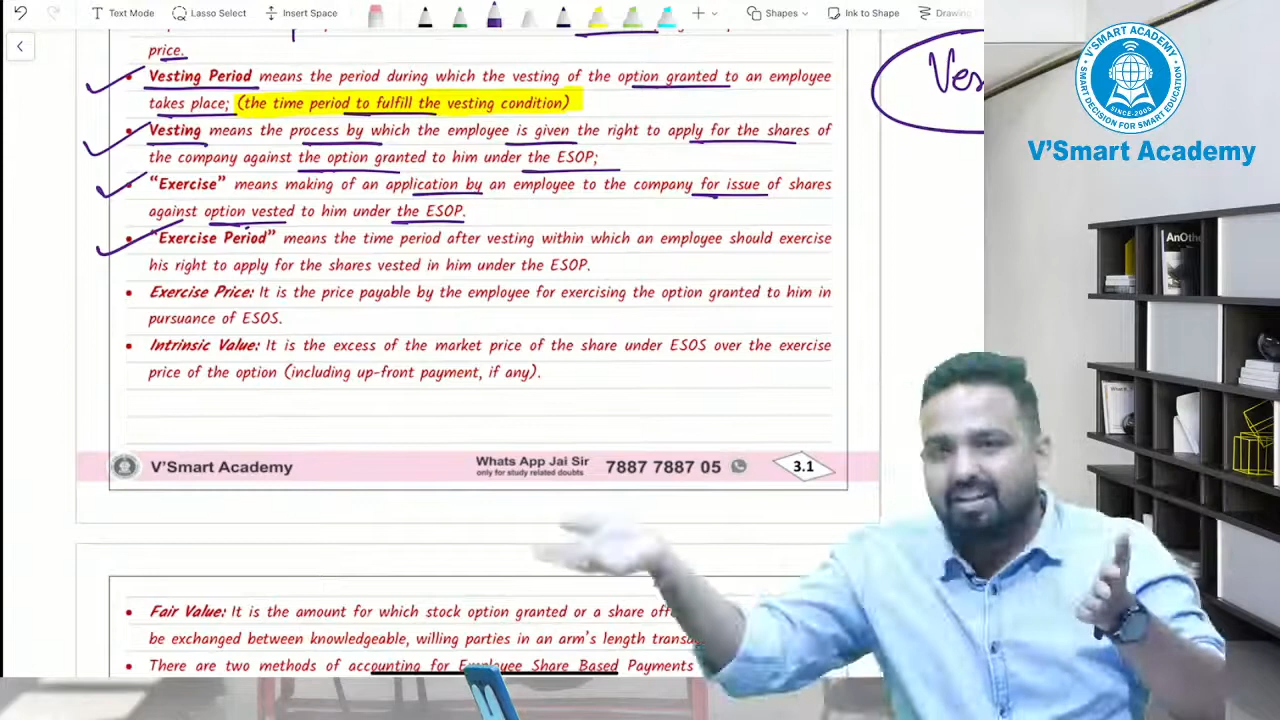 Text Mode
Lasso Select
Insert Space
Shapes
Ink to Shape
Drawing
price.
• Vesting Period means the period during which the vesting of the option granted to an employee
takes place; (the time period to fulfill the vesting condition)
• Vesting means the process by which the employee is given the right to apply for the shares of
the company against the option granted to him under the ESOP;
• "Exercise" means making of an application by an employee to the company for issue of shares
against option vested to him under the ESOP.
• "Exercise Period" means the time period after vesting within which an employee should exercise
his right to apply for the shares vested in him under the ESOP.
• Exercise Price: It is the price payable by the employee for exercising the option granted to him in
pursuance of ESOS.
• Intrinsic Value: It is the excess of the market price of the share under ESOS over the exercise
price of the option (including up-front payment, if any).
V'Smart Academy
Whats App Jai Sir
only for study related doubts
7887 7887 05
3.1
• Fair Value: It is the amount for which stock option granted or a share
be exchanged between knowledgeable, willing parties in an arm's length
• There are two methods of accounting for Employee Share Based Payments
Ves
V'SMART ACADEMY
SINCE-2005
SMART DECISION FOR SMART EDUCATION
V'Smart Academy